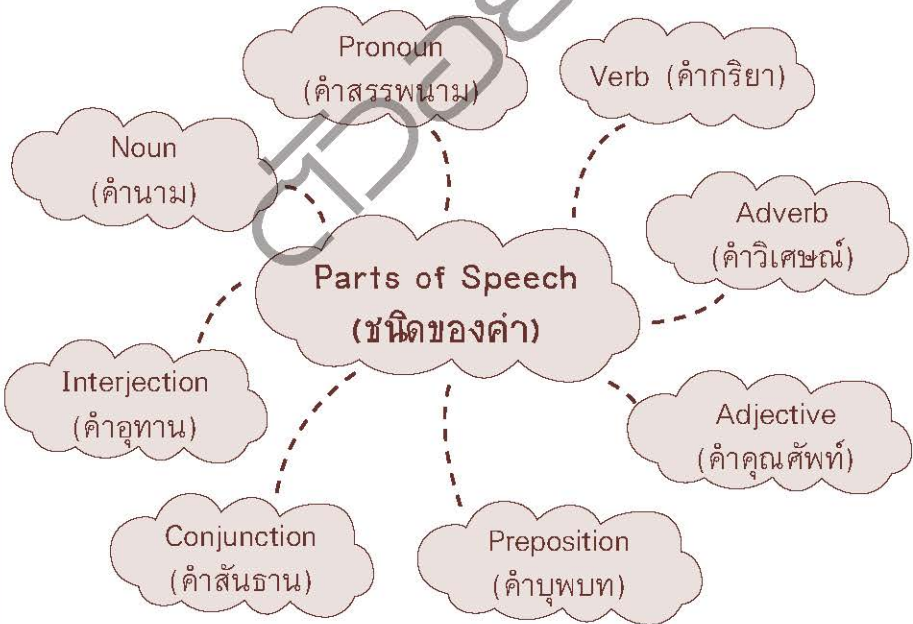 Pronoun
(คำสรรพนาม)
Verb (คำกริยา)
Noun
(คำนาม)
Adverb
(คำวิเศษณ์)
Parts of Speech
(ชนิดของคำ)
Interjection
(คำอุทาน)
Adjective
(คำคุณศัพท์)
Conjunction
(คำสันธาน)
Preposition
(คำบุพบท)